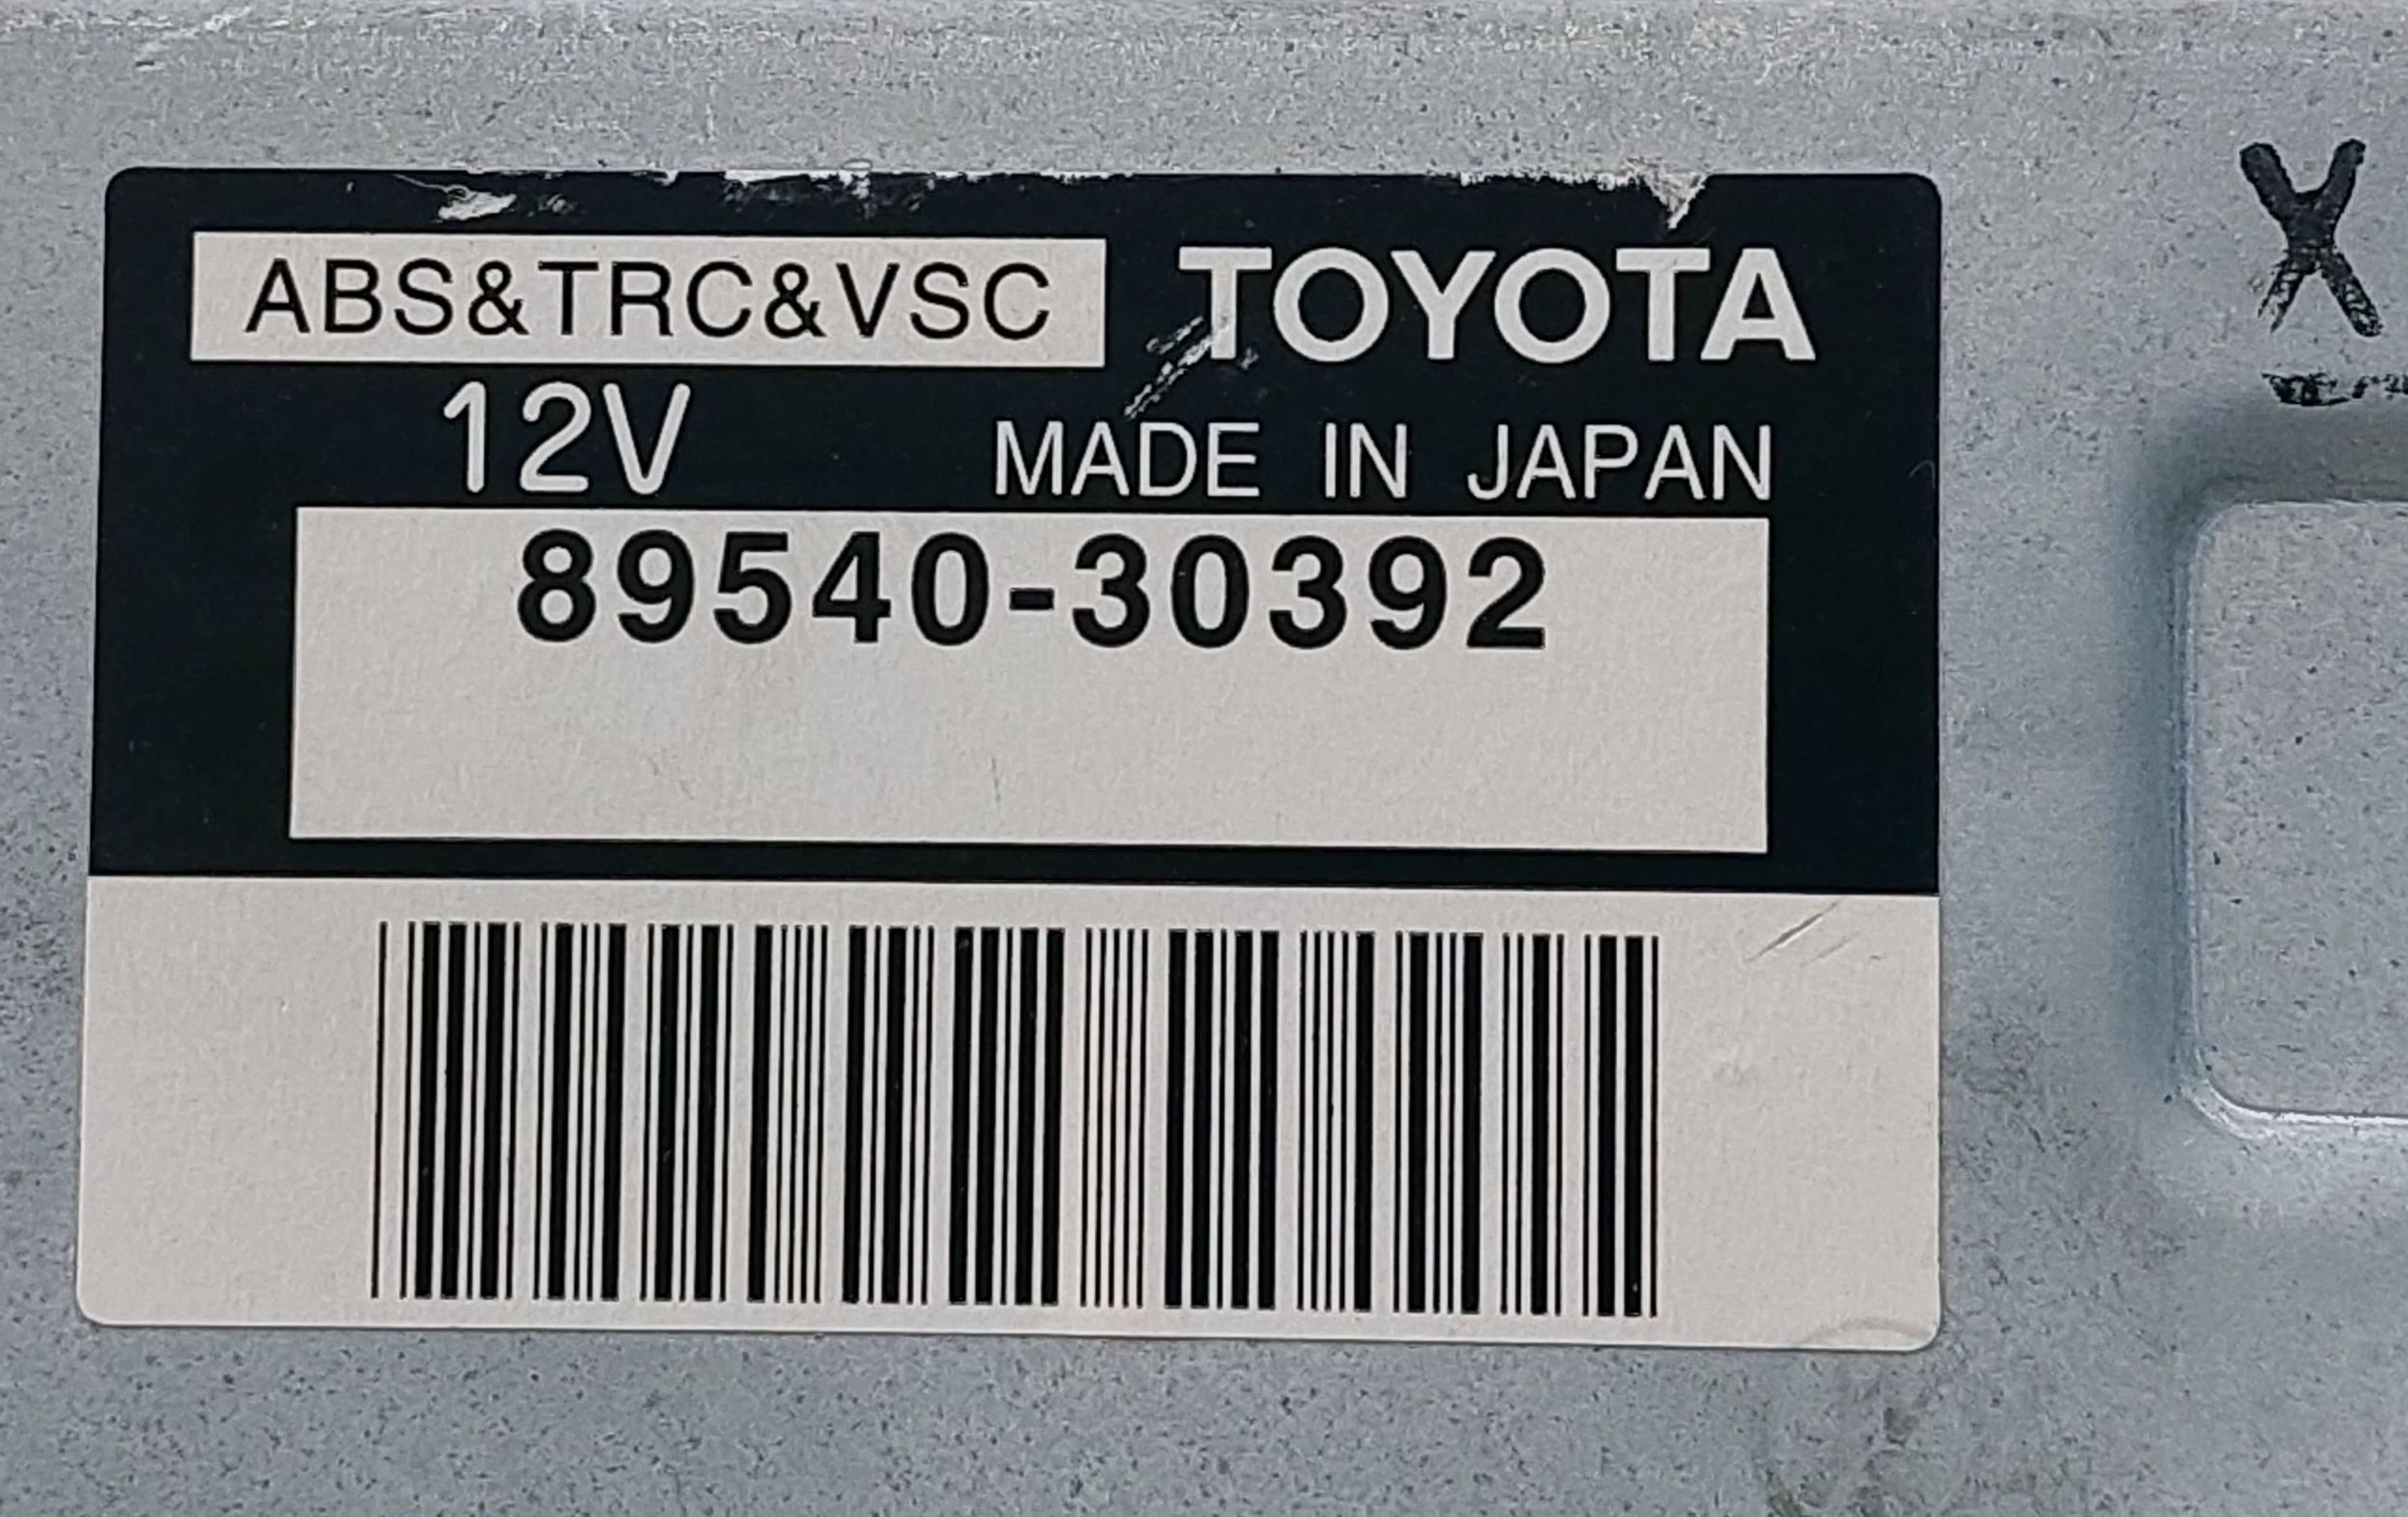 ABS&TRC&VSC TOYOTA
12V MADE IN JAPAN
89540-30392
X